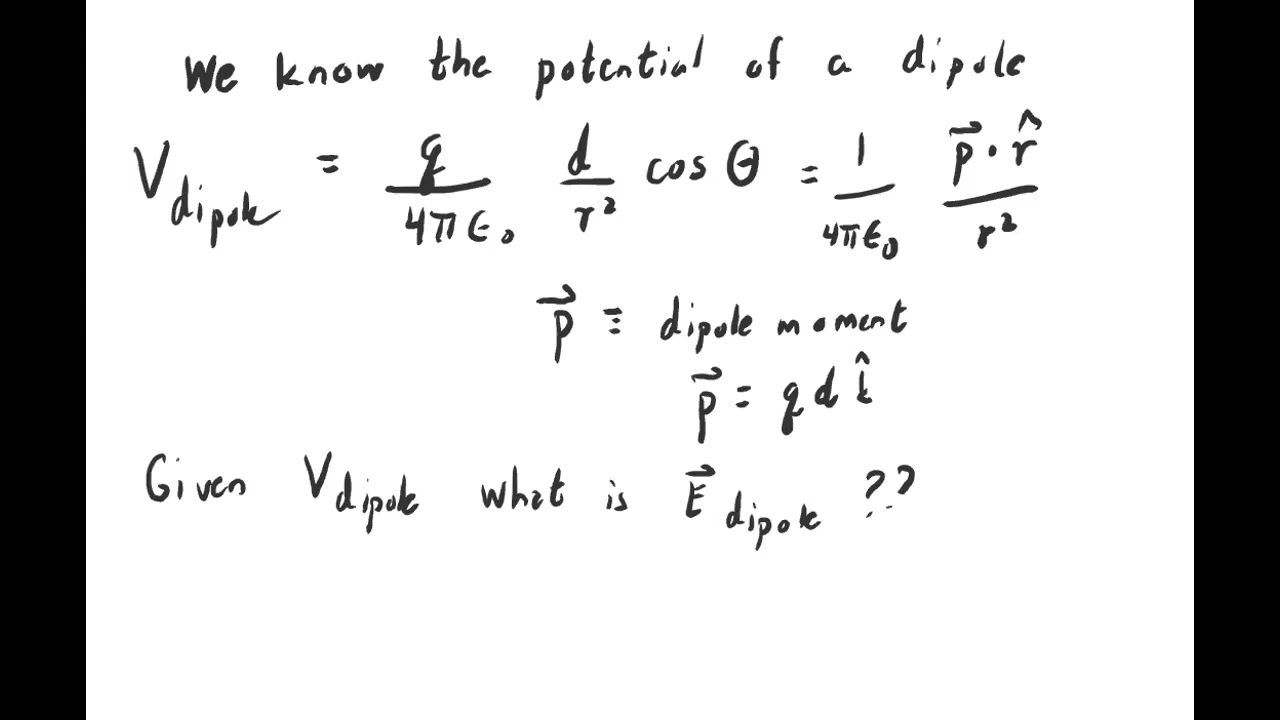 We know the potential of a dipole
V_dipole = q/(4πε₀) d/r² cos θ = 1/(4πε₀) (p⃗ · r̂)/r²
p⃗ ≡ dipole moment
p⃗ = q d k̂
Given V_dipole what is E⃗_dipole ??